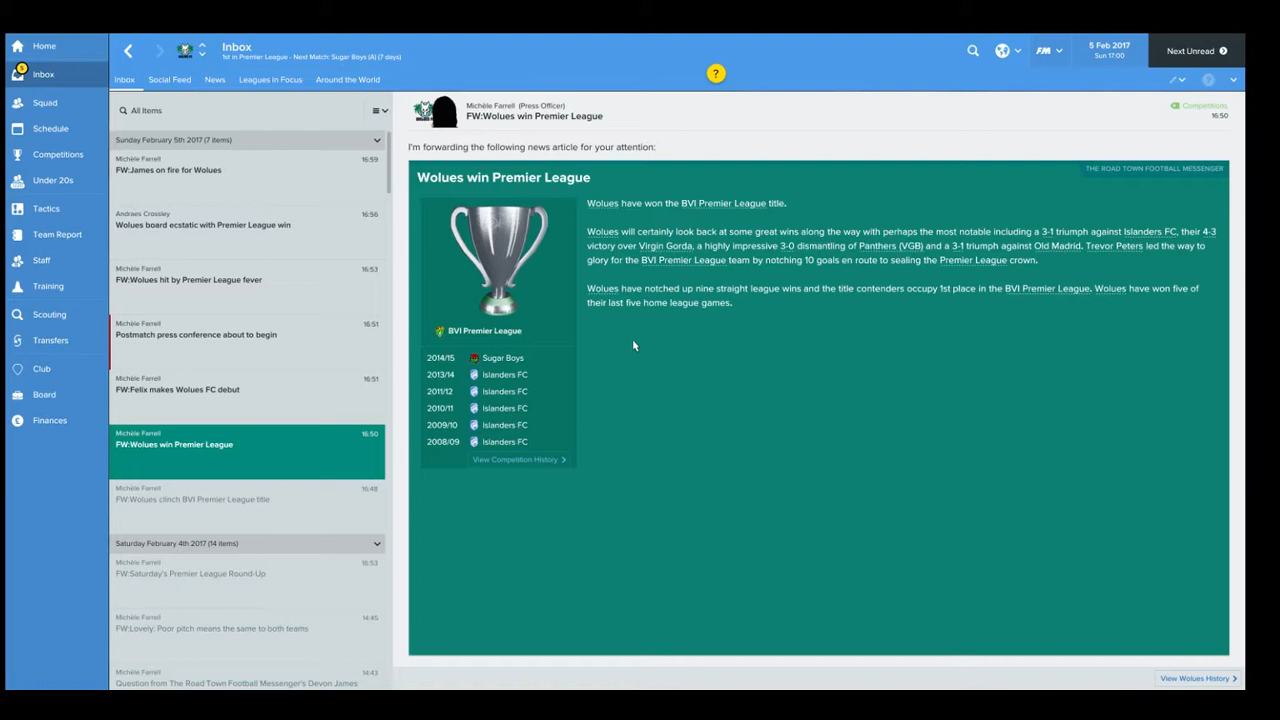 Home
Inbox
1st in Premier League - Next Match: Sugar Boys (A) (7 days)
FM
5 Feb 2017
Sun 17:00
Next Unread
5
Inbox
Squad
Schedule
Competitions
Under 20s
Tactics
Team Report
Staff
Training
Scouting
Transfers
Club
Board
Finances
Inbox
Social Feed
News
Leagues in Focus
Around the World
?
?
All Items
Sunday February 5th 2017 (7 items)
Michèle Farrell
16:59
FW:James on fire for Wolues
Andraes Crossley
16:56
Wolues board ecstatic with Premier League win
Michèle Farrell
16:53
FW:Wolues hit by Premier League fever
Michèle Farrell
16:51
Postmatch press conference about to begin
Michèle Farrell
16:51
FW:Felix makes Wolues FC debut
Michèle Farrell
16:50
FW:Wolues win Premier League
Michèle Farrell
16:48
FW:Wolues clinch BVI Premier League title
Saturday February 4th 2017 (14 items)
Michèle Farrell
16:53
FW:Saturday's Premier League Round-Up
Michèle Farrell
14:45
FW:Lovely: Poor pitch means the same to both teams
Michèle Farrell
14:43
Question from The Road Town Football Messenger's Devon James
Michèle Farrell (Press Officer)
FW:Wolues win Premier League
Competitions
16:50
I'm forwarding the following news article for your attention:
THE ROAD TOWN FOOTBALL MESSENGER
Wolues win Premier League
BVI Premier League
2014/15 Sugar Boys
2013/14 Islanders FC
2011/12 Islanders FC
2010/11 Islanders FC
2009/10 Islanders FC
2008/09 Islanders FC
View Competition History
Wolues have won the BVI Premier League title.
Wolues will certainly look back at some great wins along the way with perhaps the most notable including a 3-1 triumph against Islanders FC, their 4-3
victory over Virgin Gorda, a highly impressive 3-0 dismantling of Panthers (VGB) and a 3-1 triumph against Old Madrid. Trevor Peters led the way to
glory for the BVI Premier League team by notching 10 goals en route to sealing the Premier League crown.
Wolues have notched up nine straight league wins and the title contenders occupy 1st place in the BVI Premier League. Wolues have won five of
their last five home league games.
View Wolues History